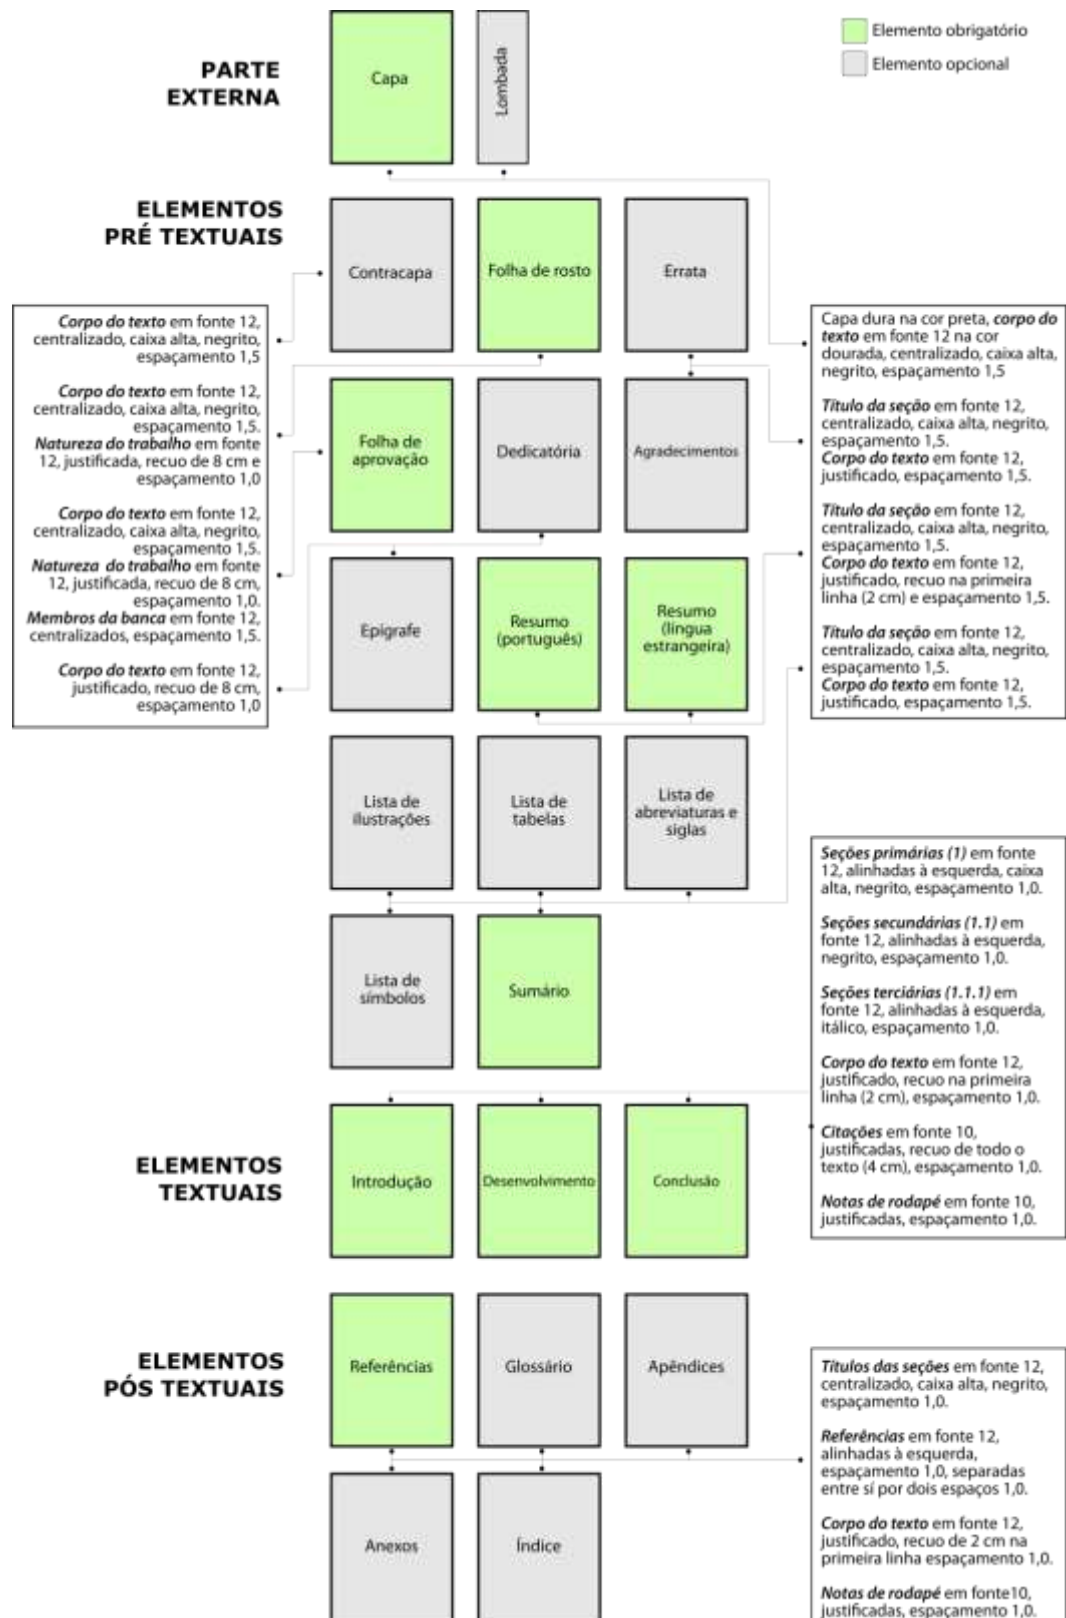 Elemento obrigatório
Elemento opcional
PARTE
EXTERNA
Capa
Lombada
ELEMENTOS
PRÉ TEXTUAIS
Contracapa
Folha de rosto
Errata
Corpo do texto em fonte 12,
centralizado, caixa alta, negrito,
espaçamento 1,5
Corpo do texto em fonte 12,
centralizado, caixa alta, negrito,
espaçamento 1,5.
Natureza do trabalho em fonte
12, justificada, recuo de 8 cm e
espaçamento 1,0
Corpo do texto em fonte 12,
centralizado, caixa alta, negrito,
espaçamento 1,5.
Natureza do trabalho em fonte
12, justificada, recuo de 8 cm,
espaçamento 1,0.
Membros da banca em fonte 12,
centralizados, espaçamento 1,5.
Corpo do texto em fonte 12,
justificado, recuo de 8 cm,
espaçamento 1,0
Capa dura na cor preta, corpo do
texto em fonte 12 na cor
dourada, centralizado, caixa alta,
negrito, espaçamento 1,5
Título da seção em fonte 12,
centralizado, caixa alta, negrito,
espaçamento 1,5.
Corpo do texto em fonte 12,
justificado, espaçamento 1,5.
Título da seção em fonte 12,
centralizado, caixa alta, negrito,
espaçamento 1,5.
Corpo do texto em fonte 12,
justificado, recuo na primeira
linha (2 cm) e espaçamento 1,5.
Título da seção em fonte 12,
centralizado, caixa alta, negrito,
espaçamento 1,5.
Corpo do texto em fonte 12,
justificado, espaçamento 1,5.
Folha de
aprovação
Dedicatória
Agradecimentos
Epígrafe
Resumo
(português)
Resumo
(língua
estrangeira)
Lista de
ilustrações
Lista de
tabelas
Lista de
abreviaturas e
siglas
Lista de
símbolos
Sumário
Seções primárias (1) em fonte
12, alinhadas à esquerda, caixa
alta, negrito, espaçamento 1,0.
Seções secundárias (1.1) em
fonte 12, alinhadas à esquerda,
negrito, espaçamento 1,0.
Seções terciárias (1.1.1) em
fonte 12, alinhadas à esquerda,
itálico, espaçamento 1,0.
Corpo do texto em fonte 12,
justificado, recuo na primeira
linha (2 cm), espaçamento 1,0.
Citações em fonte 10,
justificadas, recuo de todo o
texto (4 cm), espaçamento 1,0.
Notas de rodapé em fonte 10,
justificadas, espaçamento 1,0.
ELEMENTOS
TEXTUAIS
Introdução
Desenvolvimento
Conclusão
ELEMENTOS
PÓS TEXTUAIS
Referências
Glossário
Apêndices
Anexos
Índice
Títulos das seções em fonte 12,
centralizado, caixa alta, negrito,
espaçamento 1,0.
Referências em fonte 12,
alinhadas à esquerda,
espaçamento 1,0, separadas
entre sí por dois espaços 1,0.
Corpo do texto em fonte 12,
justificado, recuo de 2 cm na
primeira linha espaçamento 1,0.
Notas de rodapé em fonte10,
justificadas, espaçamento 1,0.